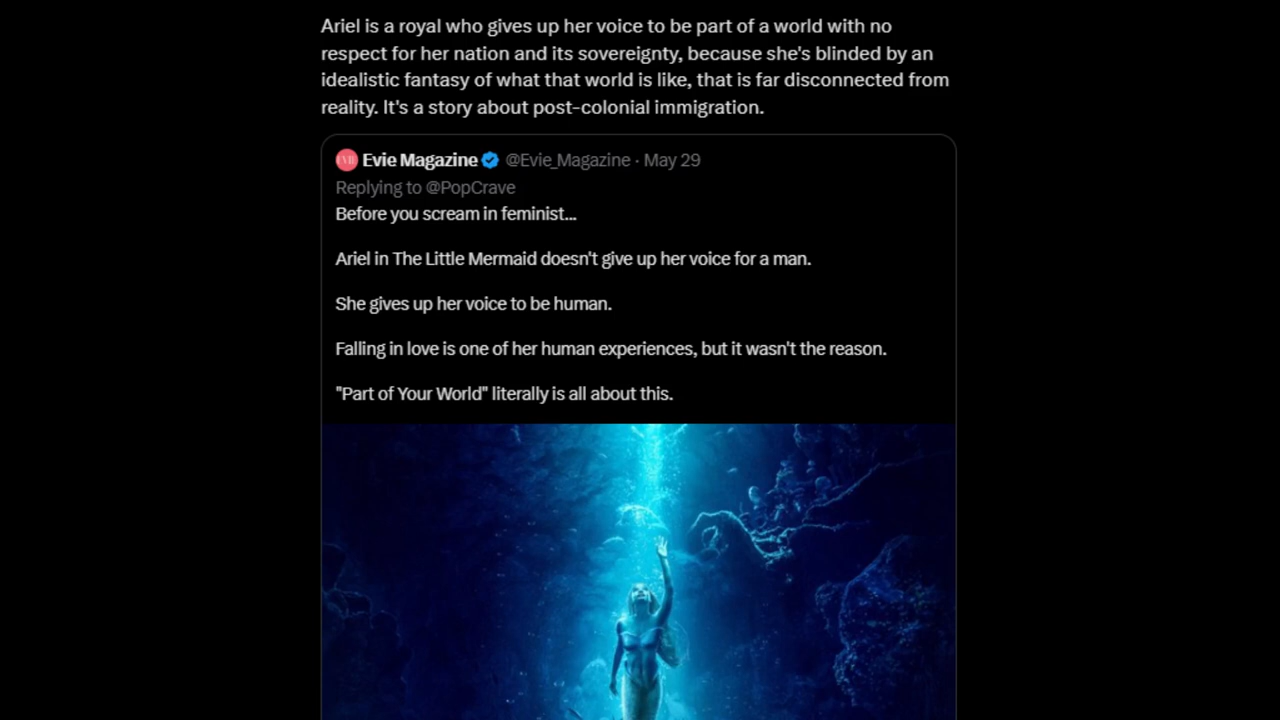 Ariel is a royal who gives up her voice to be part of a world with no
respect for her nation and its sovereignty, because she's blinded by an
idealistic fantasy of what that world is like, that is far disconnected from
reality. It's a story about post-colonial immigration.
EVIE Evie Magazine @Evie_Magazine · May 29
Replying to @PopCrave
Before you scream in feminist...
Ariel in The Little Mermaid doesn't give up her voice for a man.
She gives up her voice to be human.
Falling in love is one of her human experiences, but it wasn't the reason.
"Part of Your World" literally is all about this.